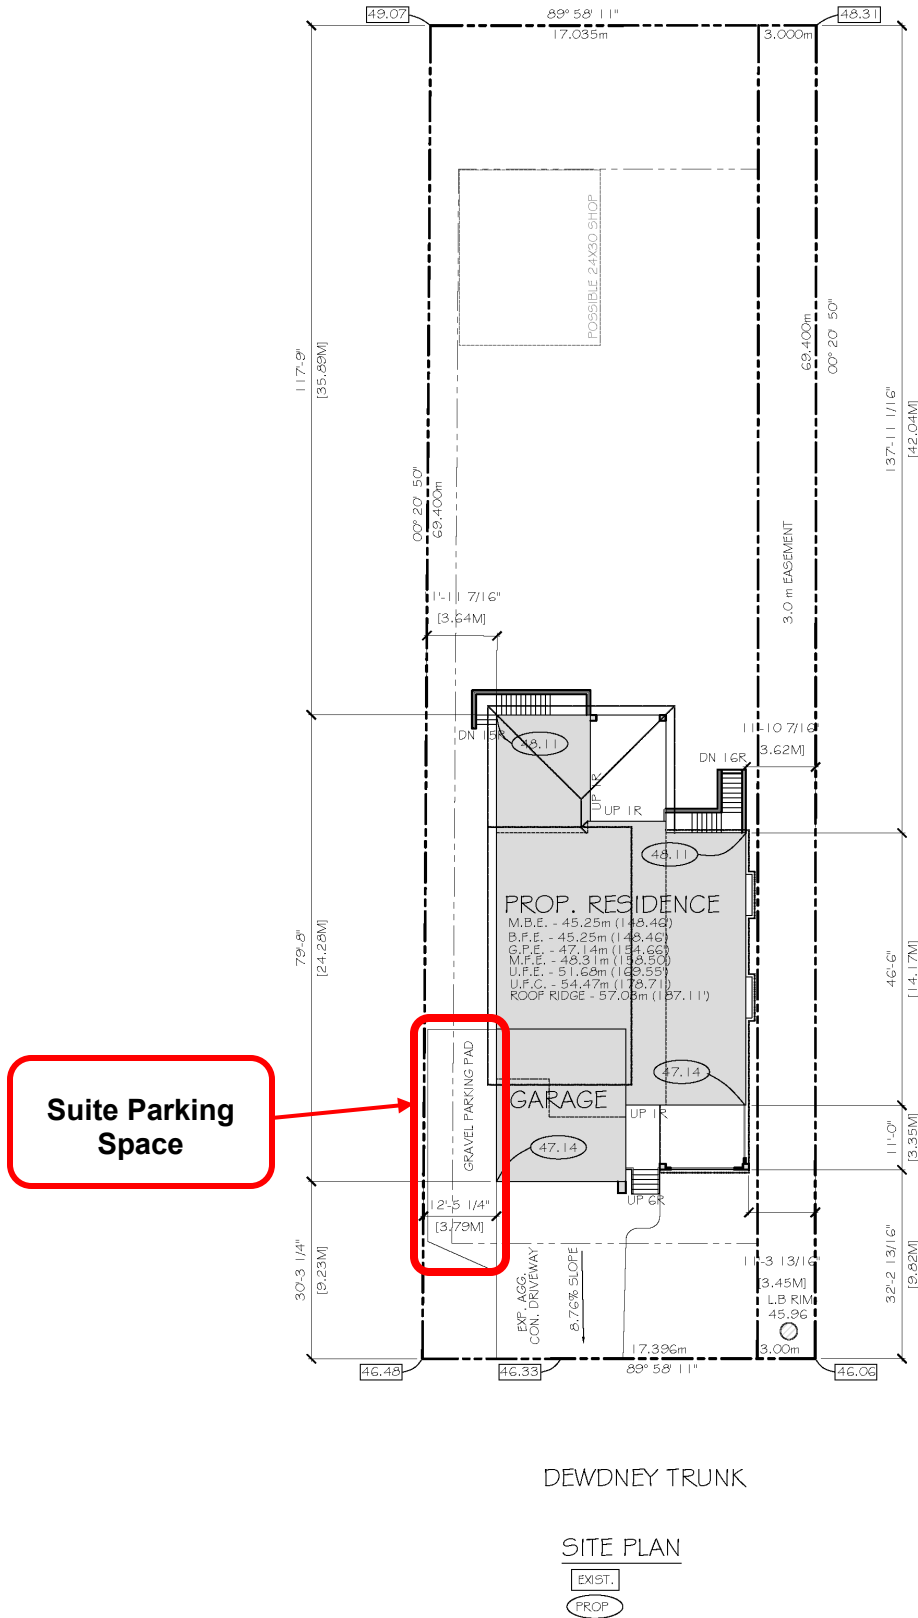 49.07
89° 58' 11"
48.31
17.035m
3.000m
POSSIBLE 24X30 SHOP
69.400m
00° 20' 50"
117'-9"
[35.89M]
137'-11 1/16"
[42.04M]
00° 20' 50"
69.400m
3.0 m EASEMENT
1'-11 7/16"
[3.64M]
11'-10 7/16"
3.62M]
DN 15R
48.11
DN 16R
UP 1R
UP 1R
48.11
PROP. RESIDENCE
M.B.E. - 45.25m (148.46')
B.F.E. - 45.25m (148.46')
G.P.E. - 47.14m (154.66')
M.F.E. - 48.31m (158.50')
U.F.E. - 51.68m (169.55')
U.F.C. - 54.47m (178.71')
ROOF RIDGE - 57.03m (187.11')
79'-8"
[24.28M]
46'-6"
[14.17M]
Suite Parking
Space
GRAVEL PARKING PAD
47.14
GARAGE
UP 1R
47.14
11'-0"
[3.35M]
UP 6R
12'-5 1/4"
[3.79M]
30'-3 1/4"
[9.23M]
EXP. AGG.
CON. DRIVEWAY
8.76% SLOPE
11'-3 13/16"
[3.45M]
L.B RIM
45.96
32'-2 13/16"
[9.82M]
17.396m
3.00m
46.48
46.33
89° 58' 11"
46.06
DEWDNEY TRUNK
SITE PLAN
EXIST.
PROP